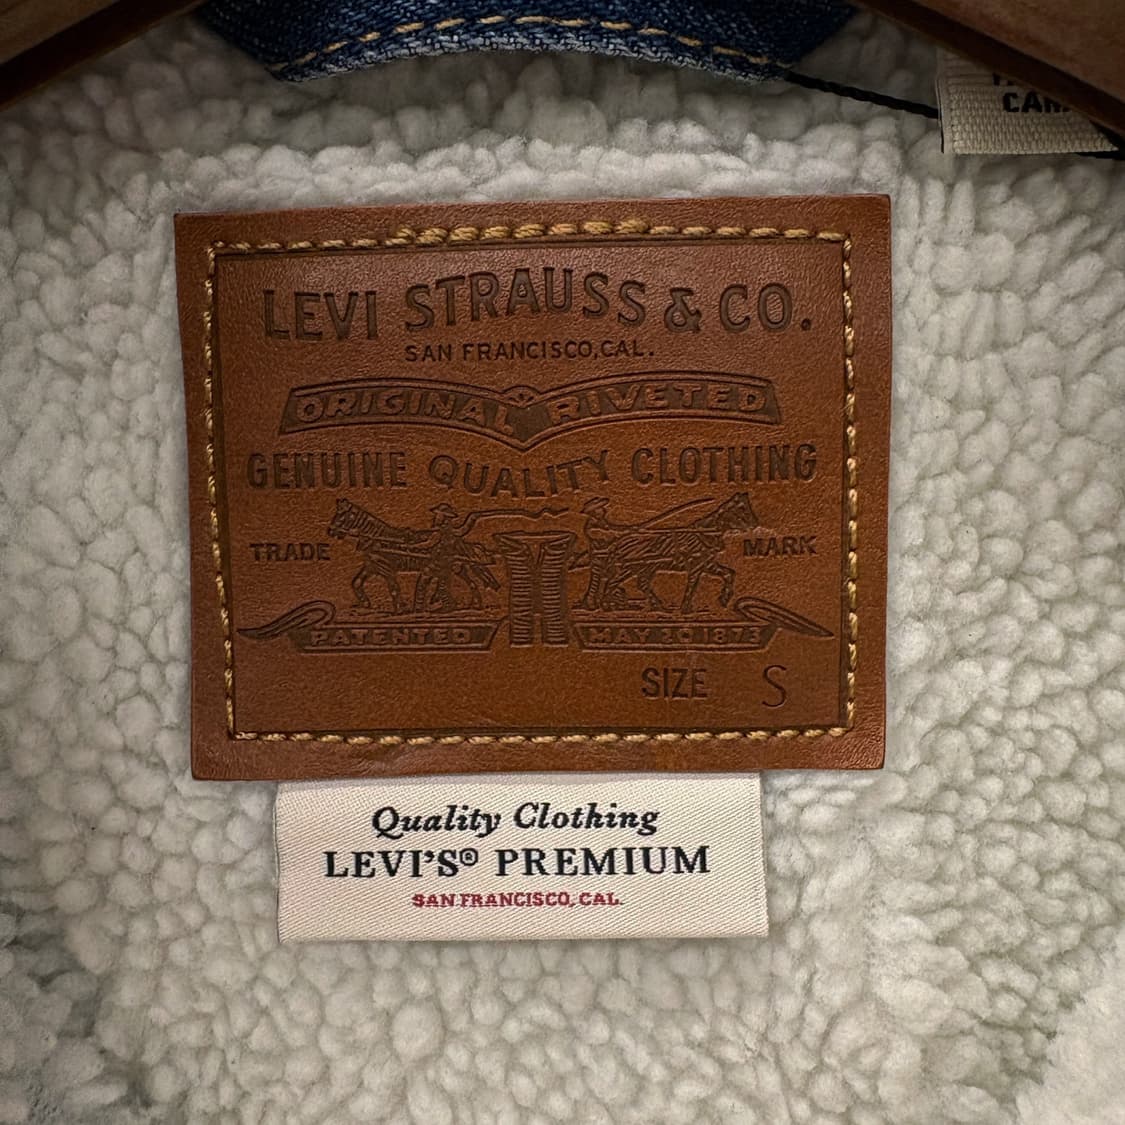 LEVI STRAUSS & CO.
SAN FRANCISCO, CAL.
ORIGINAL RIVETED
GENUINE QUALITY CLOTHING
TRADE MARK
PATENTED MAY 20 1873
SIZE S
Quality Clothing
LEVI'S® PREMIUM
SAN FRANCISCO, CAL.